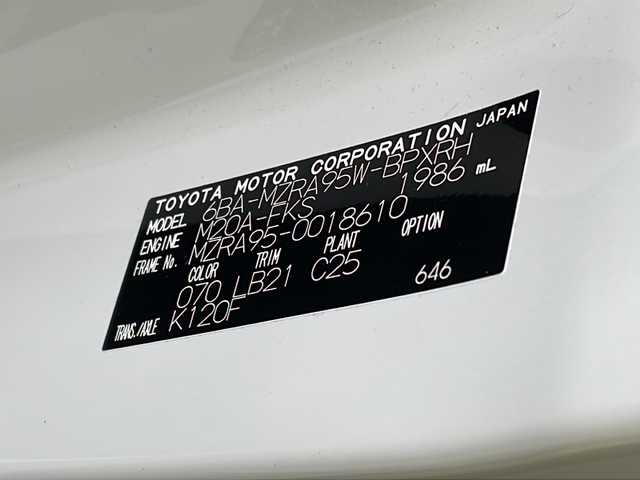 TOYOTA MOTOR CORPORATION JAPAN
MODEL 6BA-MZRA95W-BPXRH
ENGINE M20A-FKS 1986 mL
FRAME No. MZRA95-0018610
COLOR TRIM PLANT OPTION
070 LB21 C25 646
TRANS./AXLE K120F